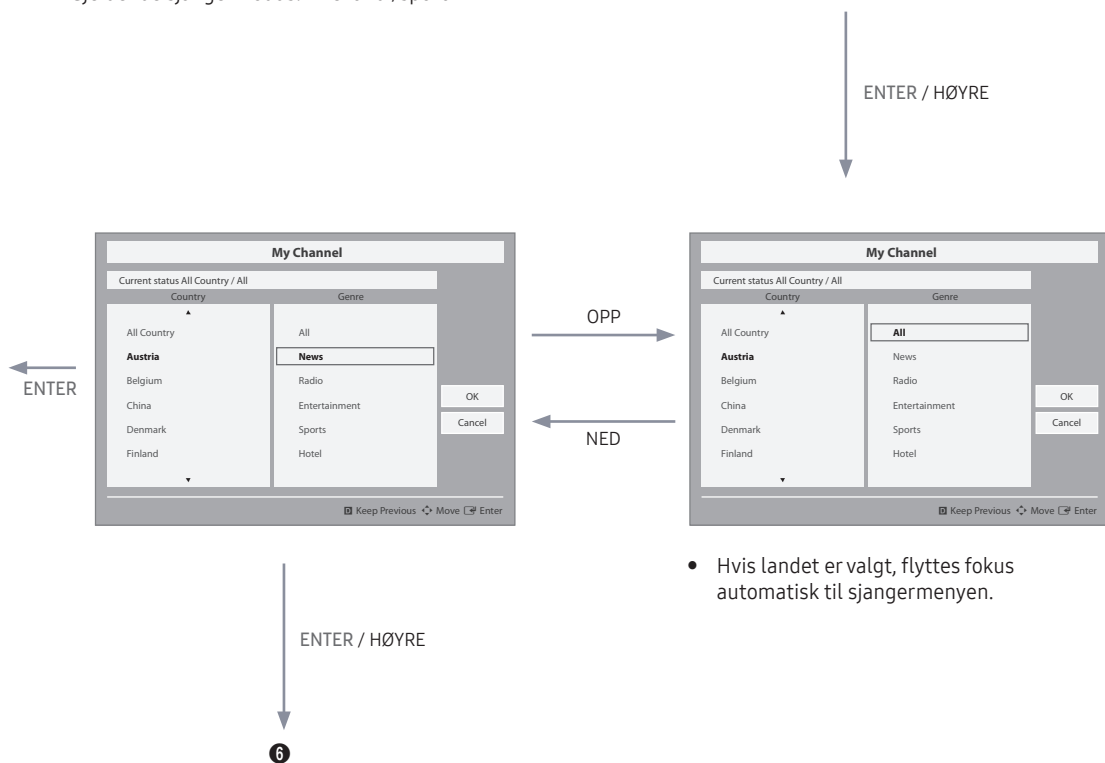 ENTER / HØYRE
My Channel
Current status All Country / All
Country
Genre
All Country
All
Austria
News
Belgium
Radio
China
Entertainment
Denmark
Sports
Finland
Hotel
OK
Cancel
D Keep Previous Move Enter
ENTER
OPP
NED
My Channel
Current status All Country / All
Country
Genre
All Country
All
Austria
News
Belgium
Radio
China
Entertainment
Denmark
Sports
Finland
Hotel
OK
Cancel
D Keep Previous Move Enter
• Hvis landet er valgt, flyttes fokus
automatisk til sjangermenyen.
ENTER / HØYRE
❻